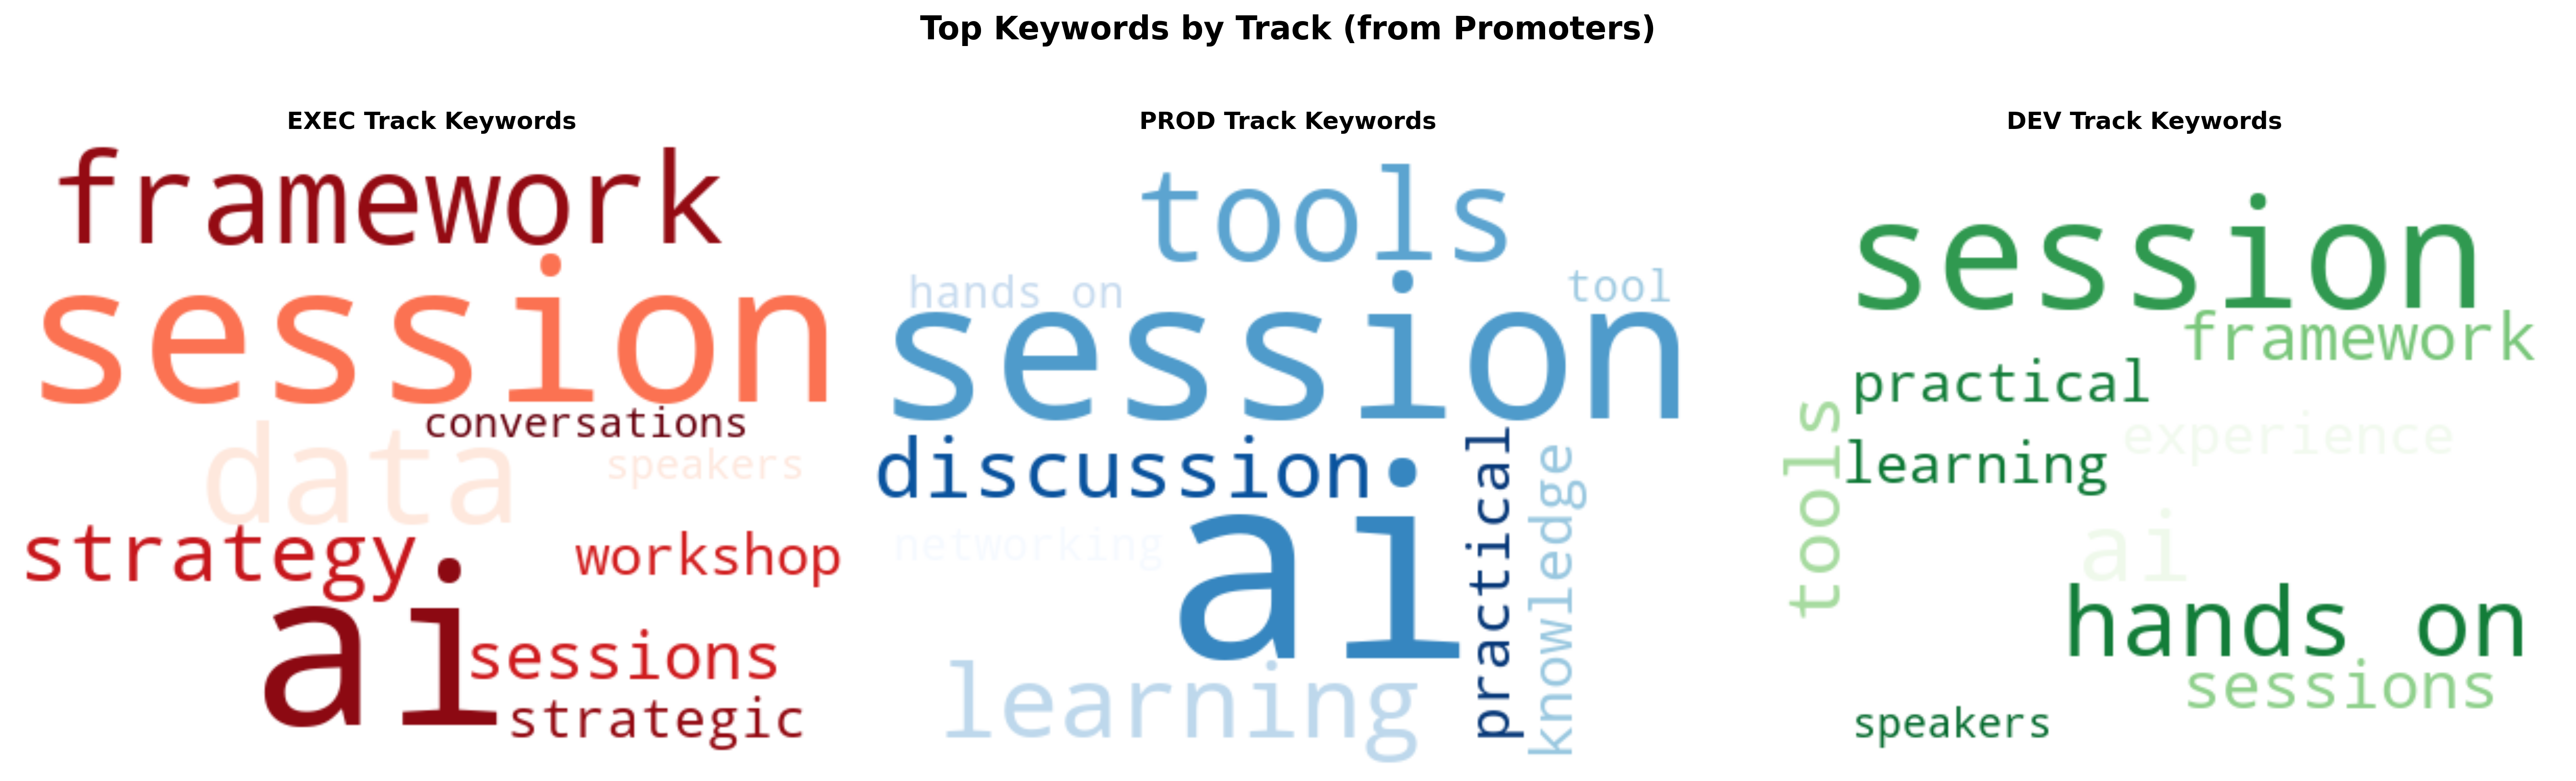 Top Keywords by Track (from Promoters)
EXEC Track Keywords
framework
session
conversations
data
speakers
strategy
workshop
ai
sessions
strategic
PROD Track Keywords
tools
hands on
tool
session
discussion
practical
knowledge
networking
ai
learning
DEV Track Keywords
session
framework
practical
experience
tools
learning
ai
hands on
sessions
speakers